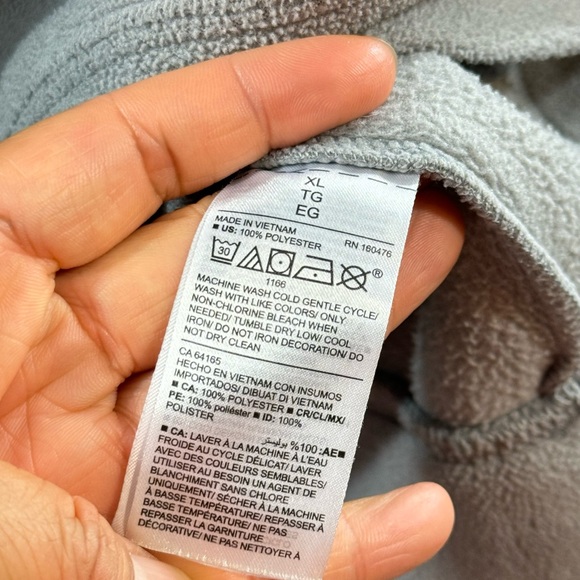 XL
TG
EG
MADE IN VIETNAM RN 160476
■ US: 100% POLYESTER
30 ®
1166
MACHINE WASH COLD GENTLE CYCLE/
WASH WITH LIKE COLORS/ ONLY
NON-CHLORINE BLEACH WHEN
NEEDED/ TUMBLE DRY LOW/ COOL
IRON/ DO NOT IRON DECORATION/ DO
NOT DRY CLEAN
CA 64165
HECHO EN VIETNAM CON INSUMOS
IMPORTADOS/ DIBUAT DI VIETNAM
■ CA: 100% POLYESTER ■ CR/CL/MX/
PE: 100% poliéster ■ ID: 100%
POLISTER
■AE: 100% بوليستر
■ CA: LAVER À LA MACHINE À L'EAU
FROIDE AU CYCLE DÉLICAT/ LAVER
AVEC DES COULEURS SEMBLABLES/
UTILISER AU BESOIN UN AGENT DE
BLANCHIMENT SANS CHLORE
UNIQUEMENT/ SÉCHER À LA MACHINE
À BASSE TEMPÉRATURE/ REPASSER À
BASSE TEMPÉRATURE/ NE PAS
REPASSER LA GARNITURE
DÉCORATIVE/ NE PAS NETTOYER À